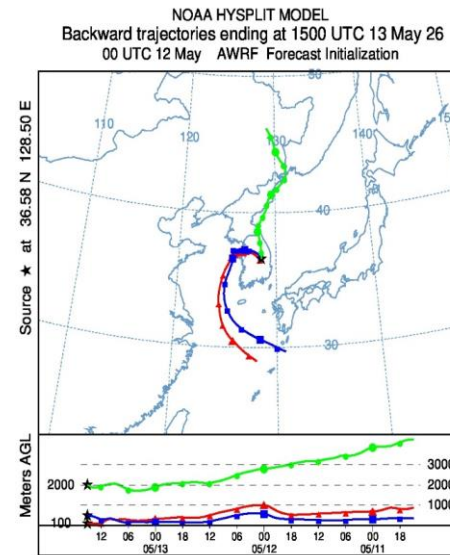 NOAA HYSPLIT MODEL
Backward trajectories ending at 1500 UTC 13 May 26
00 UTC 12 May AWRF Forecast Initialization
Source ★ at 36.58 N 128.50 E
110
120
130
140
150
50
40
30
Meters AGL
2000
100
3000
2000
1000
12 06 00 18 12 06 00 18 12 06 00 18
05/13 05/12 05/11